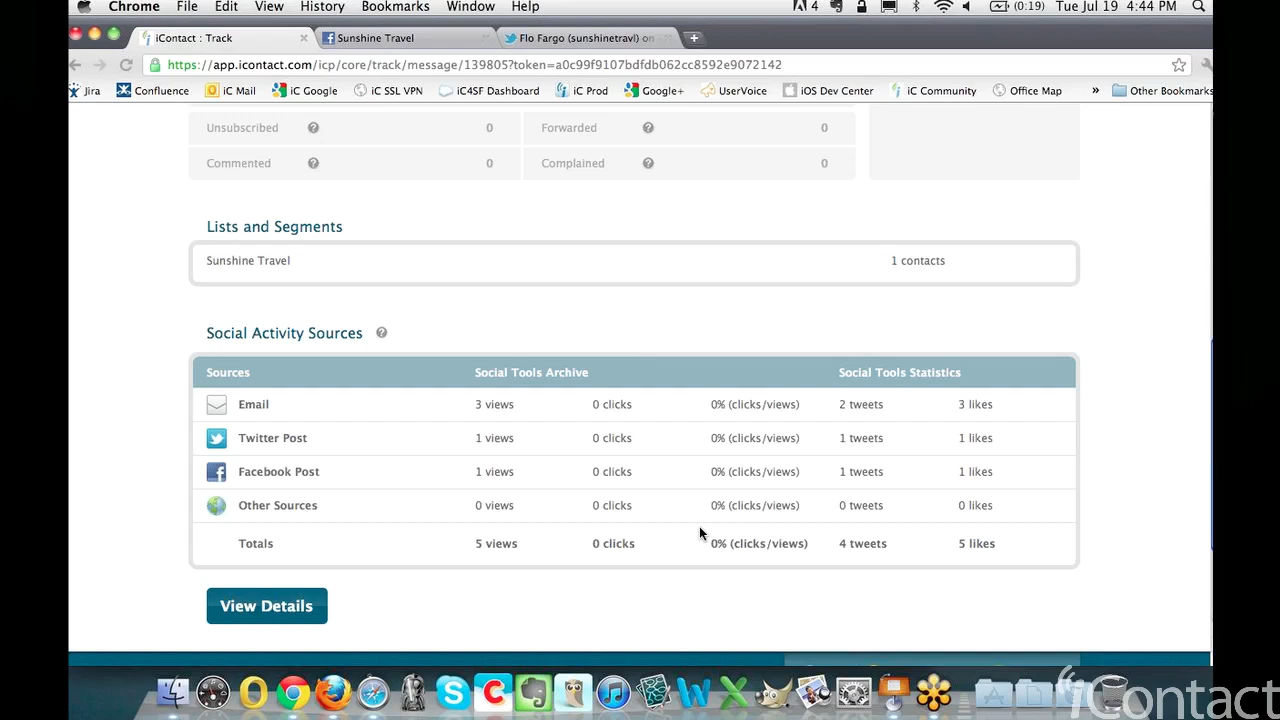 Chrome File Edit View History Bookmarks Window Help 4 (0:19) Tue Jul 19 4:44 PM
iContact : Track Sunshine Travel Flo Fargo (sunshinetravl) on
https://app.icontact.com/icp/core/track/message/139805?token=a0c99f9107bdfdb062cc8592e9072142
Jira Confluence iC Mail iC Google iC SSL VPN iC4SF Dashboard iC Prod Google+ UserVoice iOS Dev Center iC Community Office Map » Other Bookmarks
Unsubscribed ? 0 Forwarded ? 0
Commented ? 0 Complained ? 0
Lists and Segments
Sunshine Travel 1 contacts
Social Activity Sources ?
Sources Social Tools Archive Social Tools Statistics
Email 3 views 0 clicks 0% (clicks/views) 2 tweets 3 likes
Twitter Post 1 views 0 clicks 0% (clicks/views) 1 tweets 1 likes
Facebook Post 1 views 0 clicks 0% (clicks/views) 1 tweets 1 likes
Other Sources 0 views 0 clicks 0% (clicks/views) 0 tweets 0 likes
Totals 5 views 0 clicks 0% (clicks/views) 4 tweets 5 likes
View Details
iContact